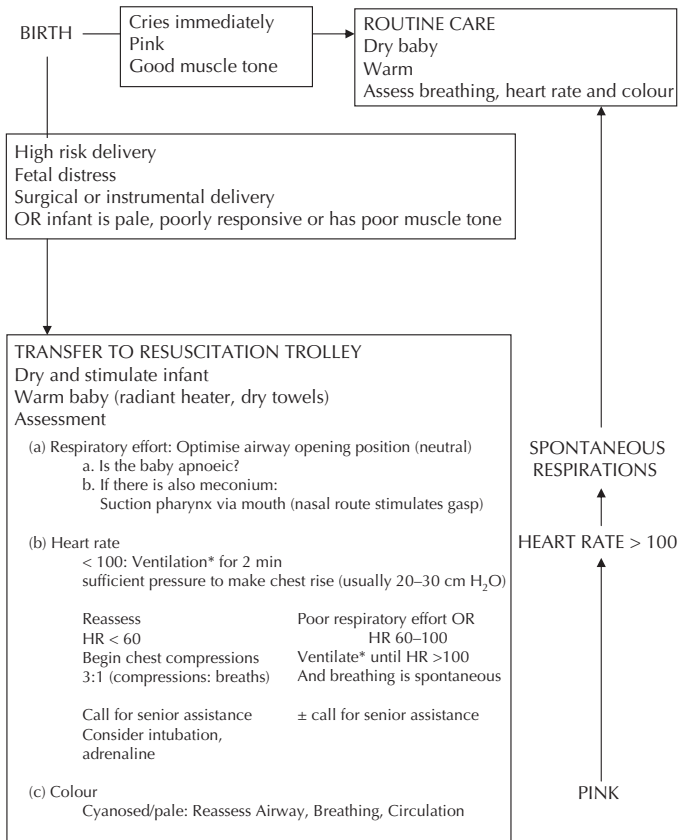 BIRTH
Cries immediately
Pink
Good muscle tone
ROUTINE CARE
Dry baby
Warm
Assess breathing, heart rate and colour
High risk delivery
Fetal distress
Surgical or instrumental delivery
OR infant is pale, poorly responsive or has poor muscle tone
TRANSFER TO RESUSCITATION TROLLEY
Dry and stimulate infant
Warm baby (radiant heater, dry towels)
Assessment
(a) Respiratory effort: Optimise airway opening position (neutral)
a. Is the baby apnoeic?
b. If there is also meconium:
Suction pharynx via mouth (nasal route stimulates gasp)
(b) Heart rate
< 100: Ventilation* for 2 min
sufficient pressure to make chest rise (usually 20–30 cm H₂O)
Reassess
HR < 60
Begin chest compressions
3:1 (compressions: breaths)
Call for senior assistance
Consider intubation,
adrenaline
Poor respiratory effort OR
HR 60–100
Ventilate* until HR >100
And breathing is spontaneous
± call for senior assistance
(c) Colour
Cyanosed/pale: Reassess Airway, Breathing, Circulation
SPONTANEOUS
RESPIRATIONS
HEART RATE > 100
PINK